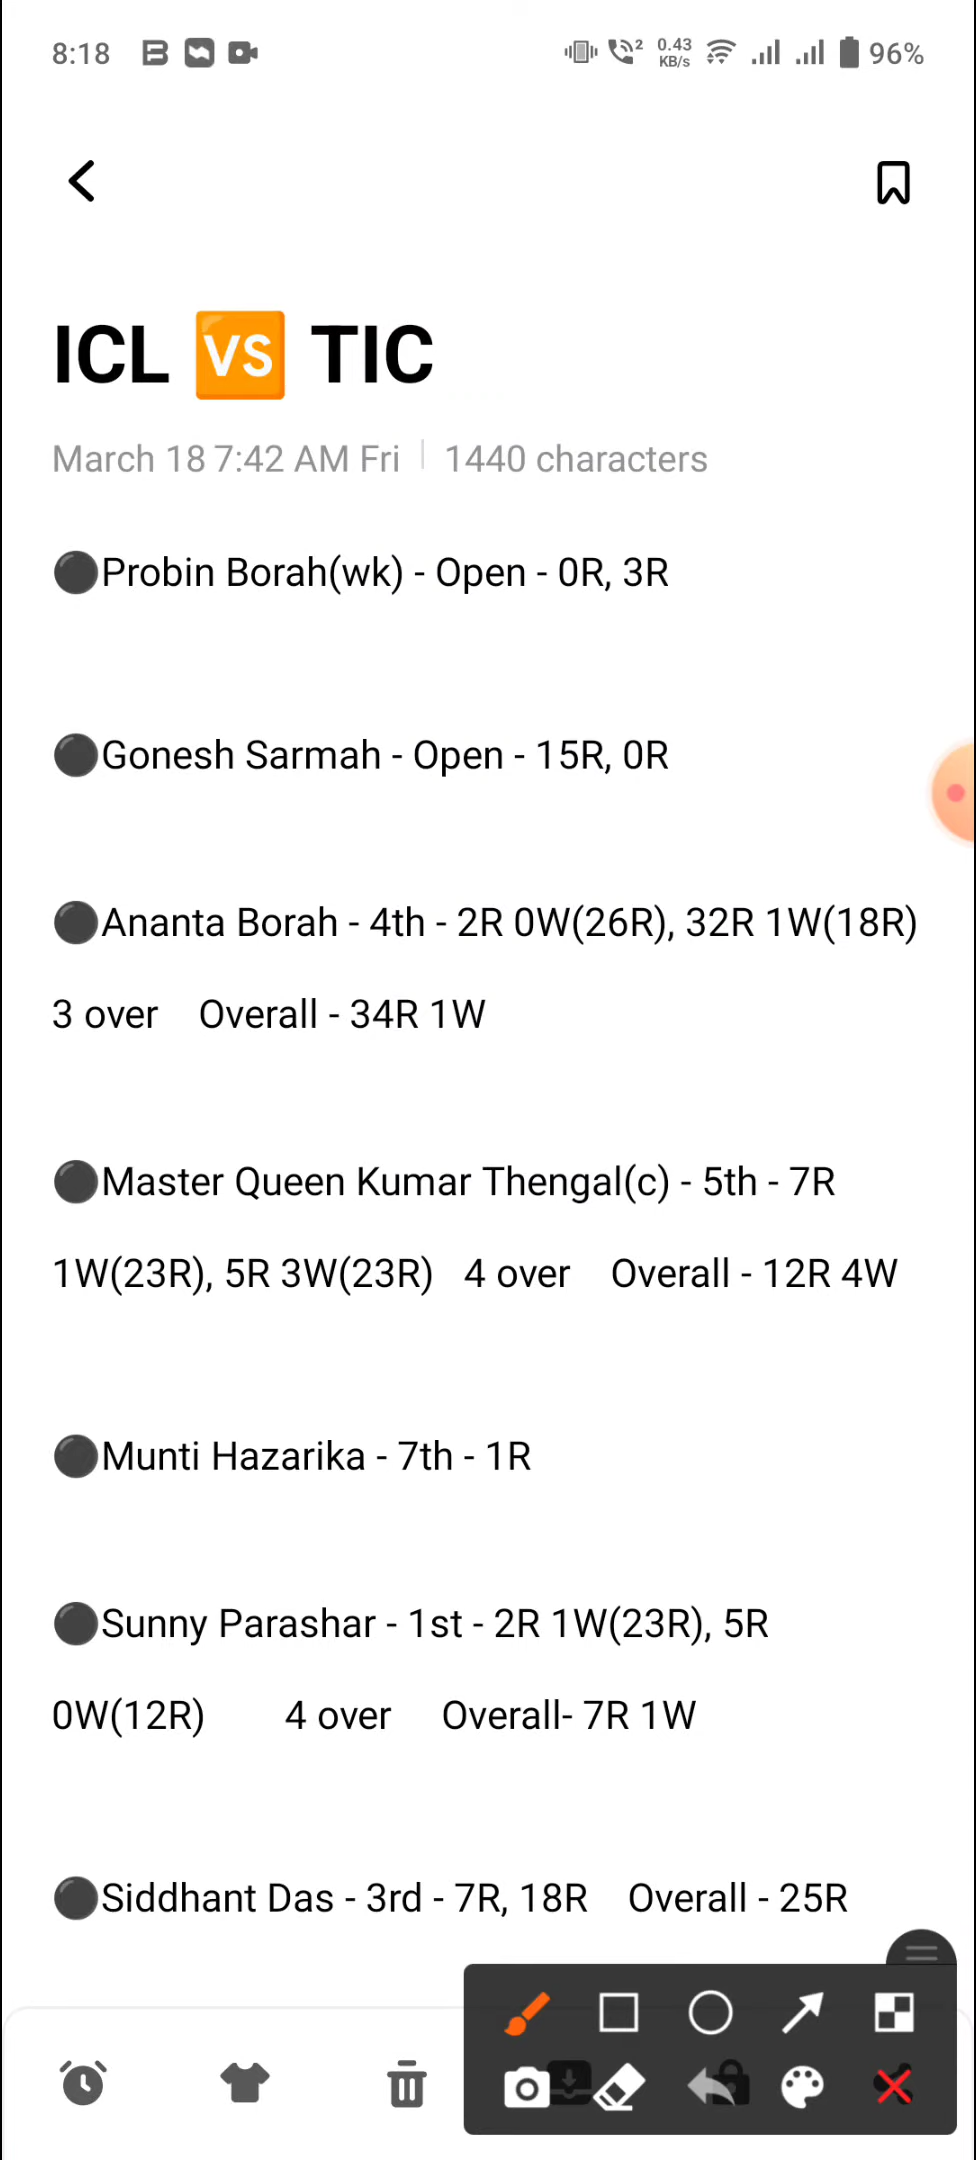 8:18 2 0.43 KB/s 96%
ICL VS TIC
March 18 7:42 AM Fri | 1440 characters
⚫Probin Borah(wk) - Open - 0R, 3R
⚫Gonesh Sarmah - Open - 15R, 0R
⚫Ananta Borah - 4th - 2R 0W(26R), 32R 1W(18R)
3 over Overall - 34R 1W
⚫Master Queen Kumar Thengal(c) - 5th - 7R
1W(23R), 5R 3W(23R) 4 over Overall - 12R 4W
⚫Munti Hazarika - 7th - 1R
⚫Sunny Parashar - 1st - 2R 1W(23R), 5R
0W(12R) 4 over Overall- 7R 1W
⚫Siddhant Das - 3rd - 7R, 18R Overall - 25R